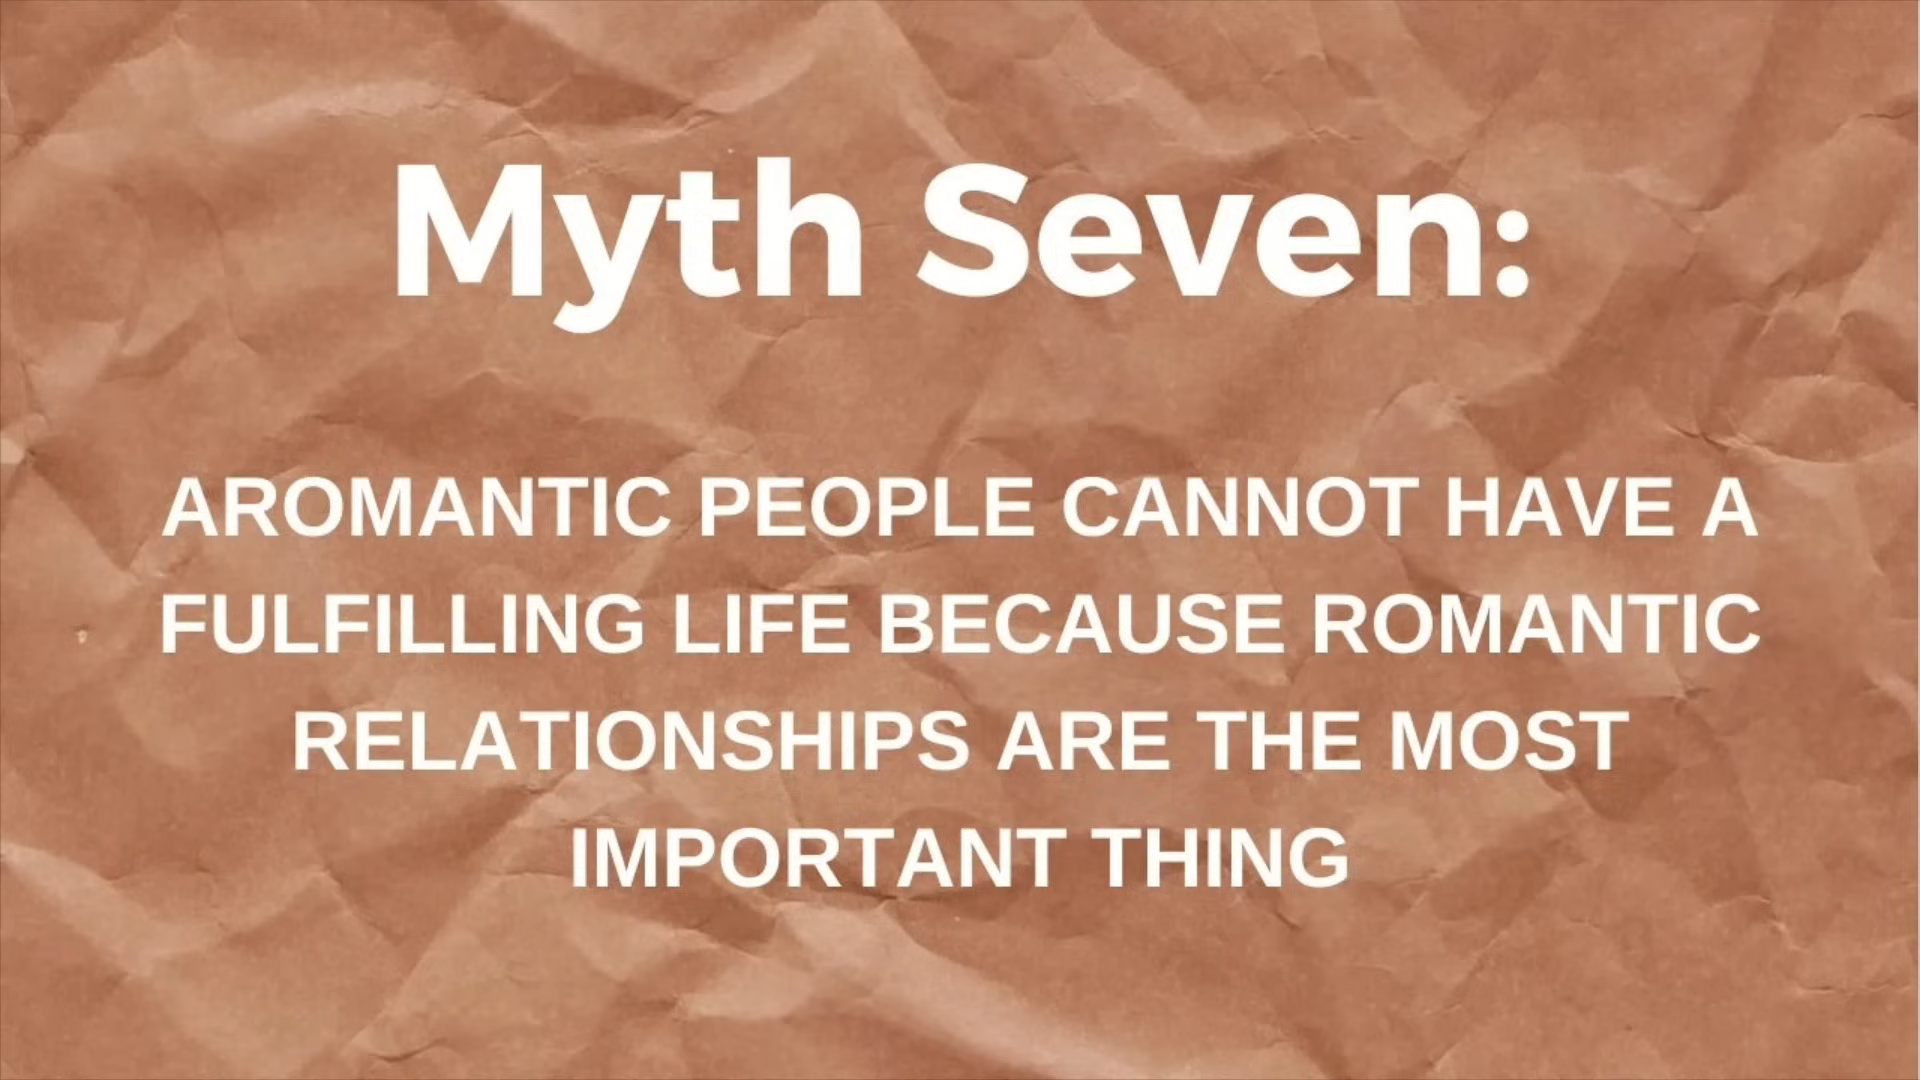 Myth Seven:
AROMANTIC PEOPLE CANNOT HAVE A
FULFILLING LIFE BECAUSE ROMANTIC
RELATIONSHIPS ARE THE MOST
IMPORTANT THING